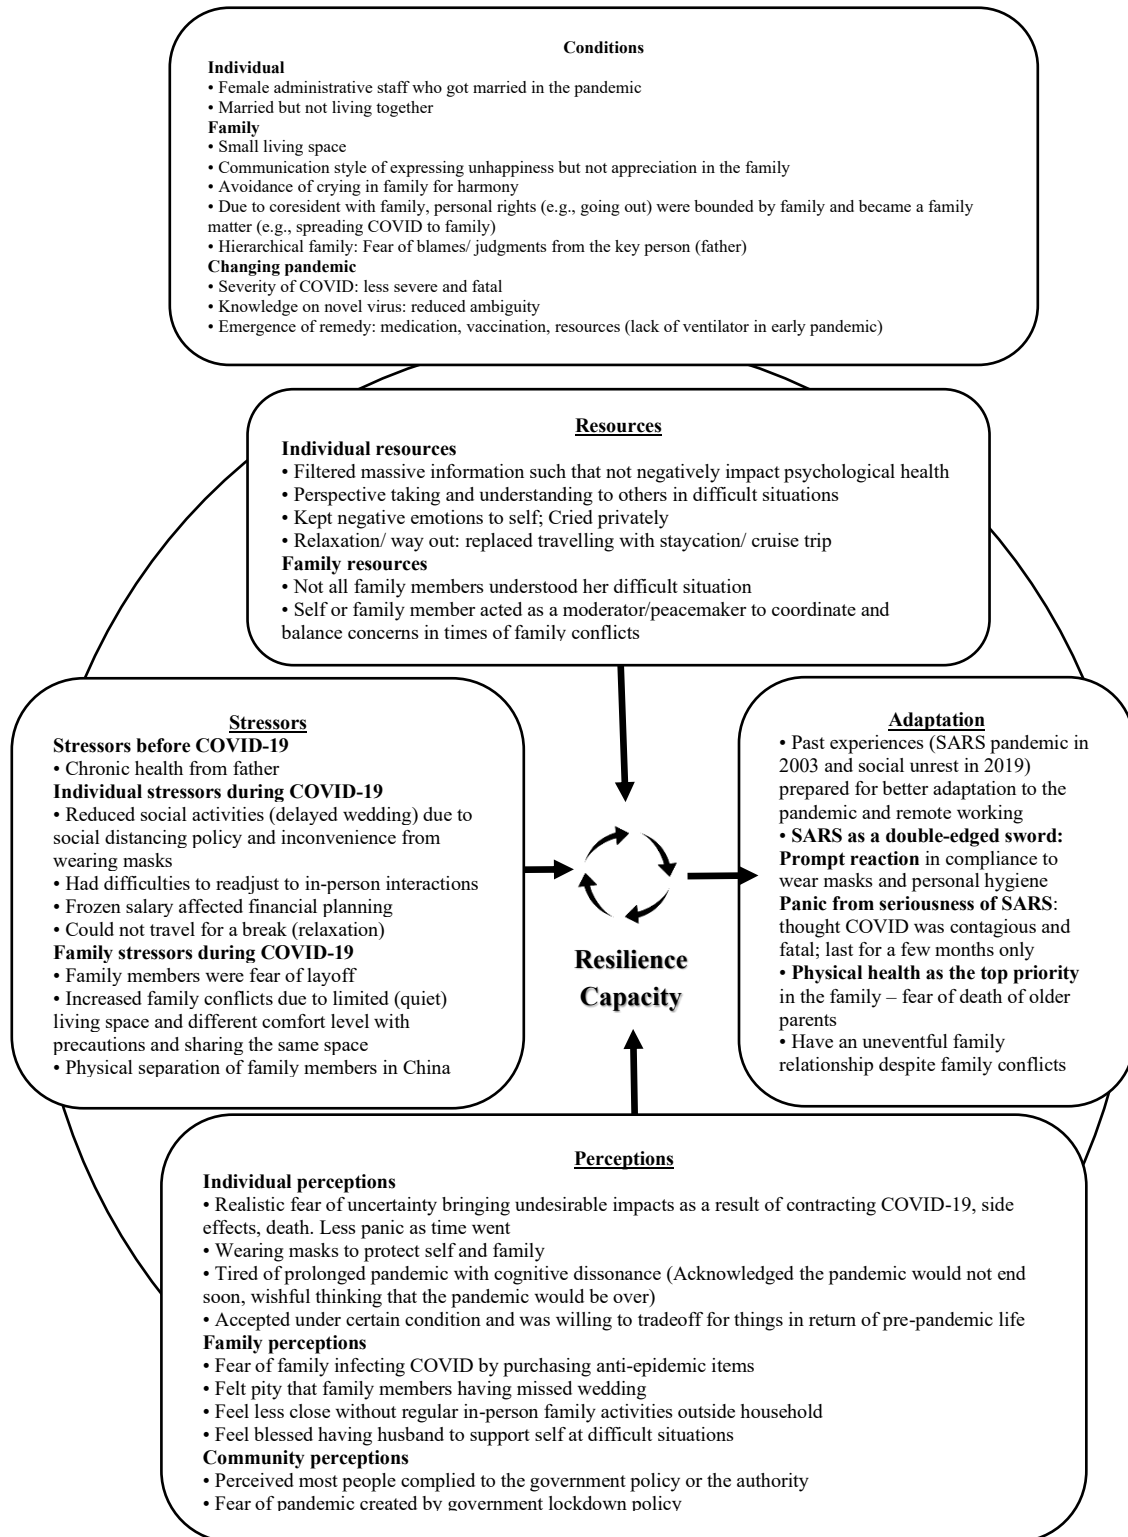 Conditions
Individual
• Female administrative staff who got married in the pandemic
• Married but not living together
Family
• Small living space
• Communication style of expressing unhappiness but not appreciation in the family
• Avoidance of crying in family for harmony
• Due to coresident with family, personal rights (e.g., going out) were bounded by family and became a family
matter (e.g., spreading COVID to family)
• Hierarchical family: Fear of blames/ judgments from the key person (father)
Changing pandemic
• Severity of COVID: less severe and fatal
• Knowledge on novel virus: reduced ambiguity
• Emergence of remedy: medication, vaccination, resources (lack of ventilator in early pandemic)
Resources
Individual resources
• Filtered massive information such that not negatively impact psychological health
• Perspective taking and understanding to others in difficult situations
• Kept negative emotions to self; Cried privately
• Relaxation/ way out: replaced travelling with staycation/ cruise trip
Family resources
• Not all family members understood her difficult situation
• Self or family member acted as a moderator/peacemaker to coordinate and
balance concerns in times of family conflicts
Stressors
Stressors before COVID-19
• Chronic health from father
Individual stressors during COVID-19
• Reduced social activities (delayed wedding) due to
social distancing policy and inconvenience from
wearing masks
• Had difficulties to readjust to in-person interactions
• Frozen salary affected financial planning
• Could not travel for a break (relaxation)
Family stressors during COVID-19
• Family members were fear of layoff
• Increased family conflicts due to limited (quiet)
living space and different comfort level with
precautions and sharing the same space
• Physical separation of family members in China
Resilience
Capacity
Adaptation
• Past experiences (SARS pandemic in
2003 and social unrest in 2019)
prepared for better adaptation to the
pandemic and remote working
• SARS as a double-edged sword:
Prompt reaction in compliance to
wear masks and personal hygiene
Panic from seriousness of SARS:
thought COVID was contagious and
fatal; last for a few months only
• Physical health as the top priority
in the family – fear of death of older
parents
• Have an uneventful family
relationship despite family conflicts
Perceptions
Individual perceptions
• Realistic fear of uncertainty bringing undesirable impacts as a result of contracting COVID-19, side
effects, death. Less panic as time went
• Wearing masks to protect self and family
• Tired of prolonged pandemic with cognitive dissonance (Acknowledged the pandemic would not end
soon, wishful thinking that the pandemic would be over)
• Accepted under certain condition and was willing to tradeoff for things in return of pre-pandemic life
Family perceptions
• Fear of family infecting COVID by purchasing anti-epidemic items
• Felt pity that family members having missed wedding
• Feel less close without regular in-person family activities outside household
• Feel blessed having husband to support self at difficult situations
Community perceptions
• Perceived most people complied to the government policy or the authority
• Fear of pandemic created by government lockdown policy